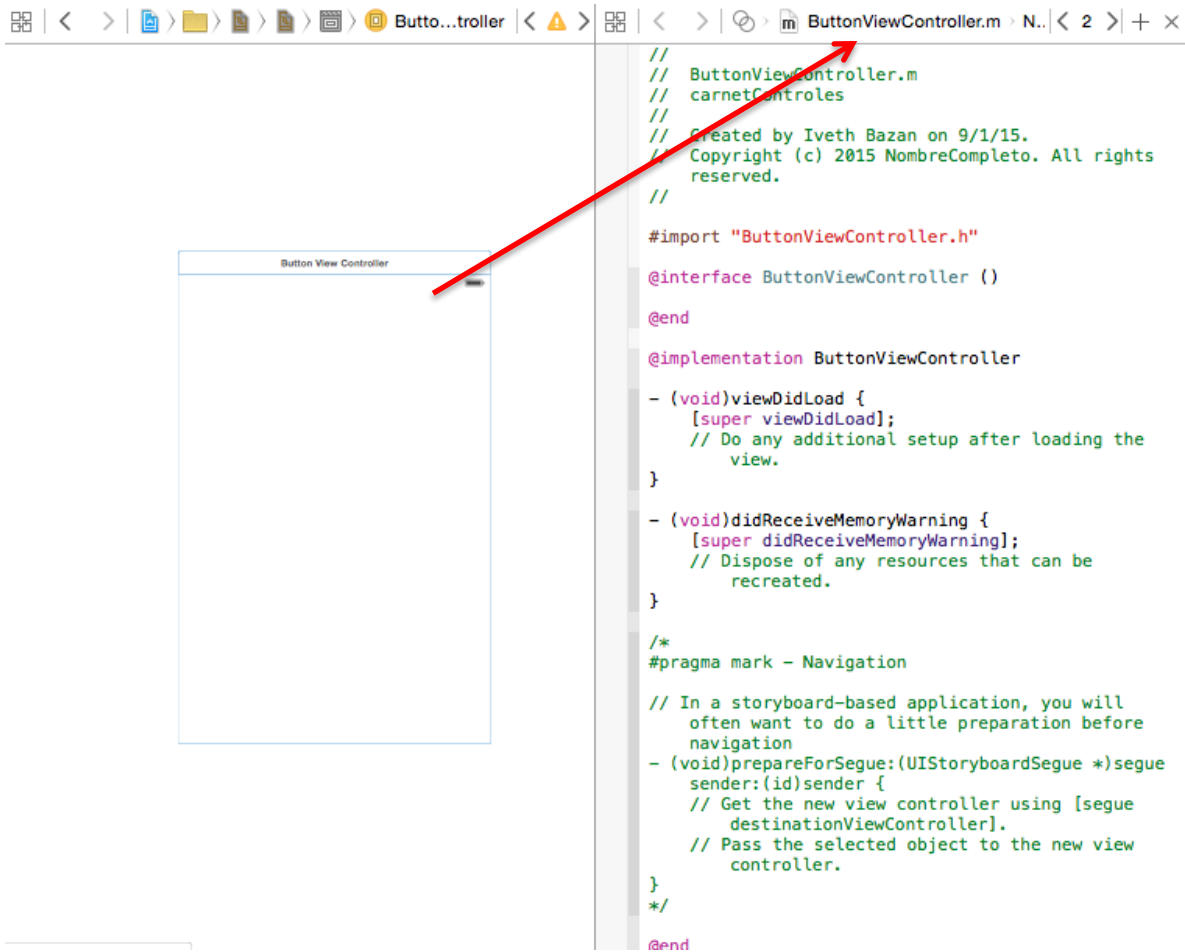 Butto...troller
ButtonViewController.m
N..
2
Button View Controller
//
//  ButtonViewController.m
//  carnetControles
//
//  Created by Iveth Bazan on 9/1/15.
//  Copyright (c) 2015 NombreCompleto. All rights
reserved.
//
#import "ButtonViewController.h"
@interface ButtonViewController ()
@end
@implementation ButtonViewController
- (void)viewDidLoad {
[super viewDidLoad];
// Do any additional setup after loading the
view.
}
- (void)didReceiveMemoryWarning {
[super didReceiveMemoryWarning];
// Dispose of any resources that can be
recreated.
}
/*
#pragma mark - Navigation
// In a storyboard-based application, you will
often want to do a little preparation before
navigation
- (void)prepareForSegue:(UIStoryboardSegue *)segue
sender:(id)sender {
// Get the new view controller using [segue
destinationViewController].
// Pass the selected object to the new view
controller.
}
*/
@end